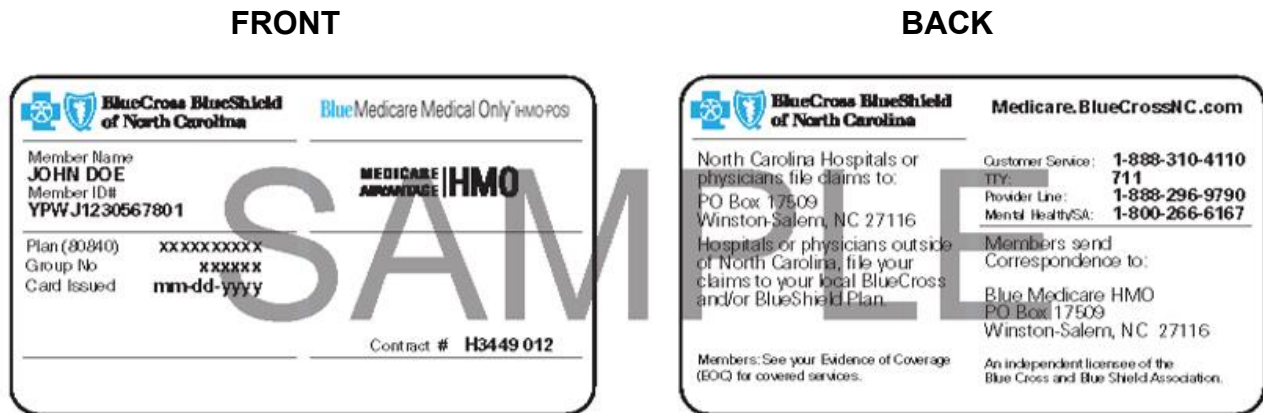 FRONT
BlueCross BlueShield
of North Carolina
BlueMedicare Medical Only℠ (HMO-POS)
Member Name
JOHN DOE
Member ID#
YPWJ1230567801
MEDICARE
ADVANTAGE
HMO
Plan (80840) xxxxxxxxxx
Group No xxxxxx
Card Issued mm-dd-yyyy
Contract # H3449 012
BACK
BlueCross BlueShield
of North Carolina
Medicare.BlueCrossNC.com
North Carolina Hospitals or
physicians file claims to:
PO Box 17509
Winston-Salem, NC 27116
Hospitals or physicians outside
of North Carolina, file your
claims to your local BlueCross
and/or BlueShield Plan.
Members: See your Evidence of Coverage
(EOC) for covered services.
Customer Service: 1-888-310-4110
TTY: 711
Provider Line: 1-888-296-9790
Mental Health/SA: 1-800-266-6167
Members send
Correspondence to:
Blue Medicare HMO
PO Box 17509
Winston-Salem, NC 27116
An independent licensee of the
Blue Cross and Blue Shield Association.
SAMPLE